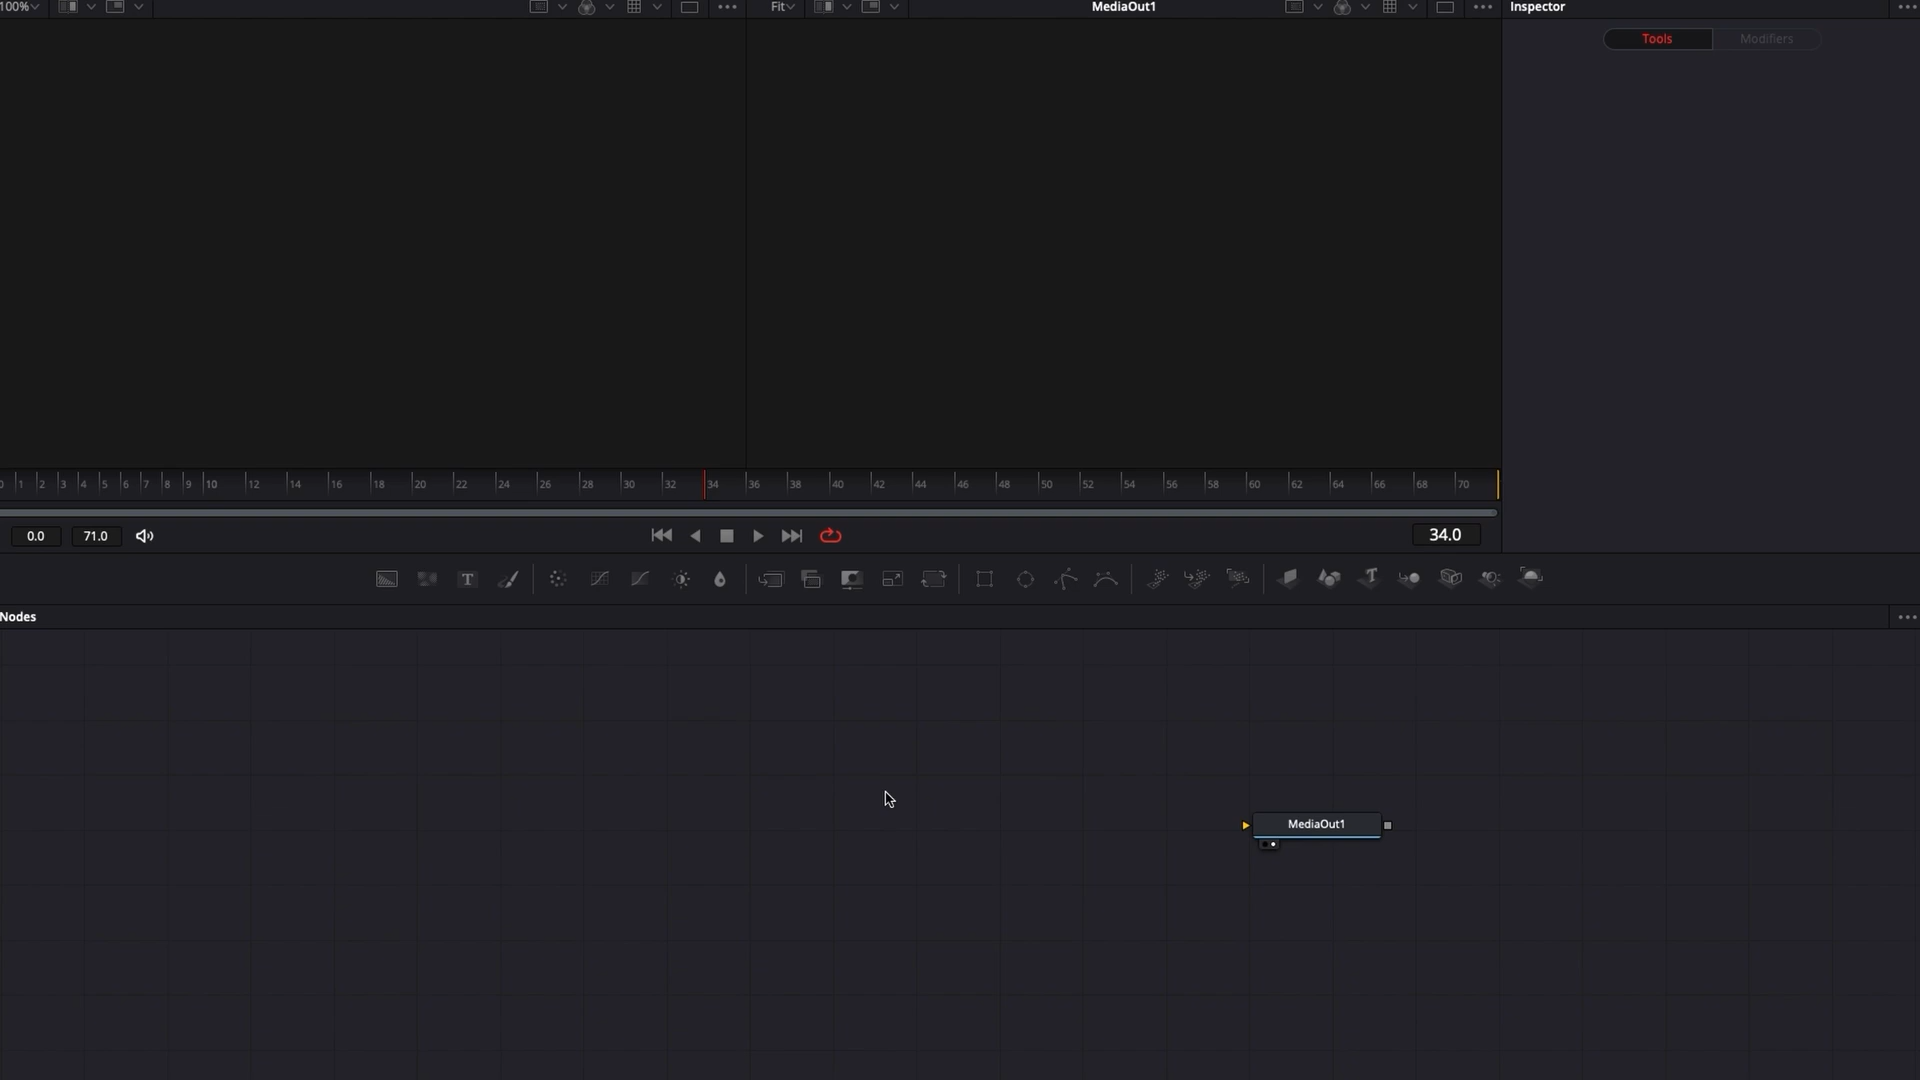 100% Fit MediaOut1 Inspector
Tools Modifiers
0 1 2 3 4 5 6 7 8 9 10 12 14 16 18 20 22 24 26 28 30 32 34 36 38 40 42 44 46 48 50 52 54 56 58 60 62 64 66 68 70
0.0 71.0 34.0
T
Nodes
MediaOut1